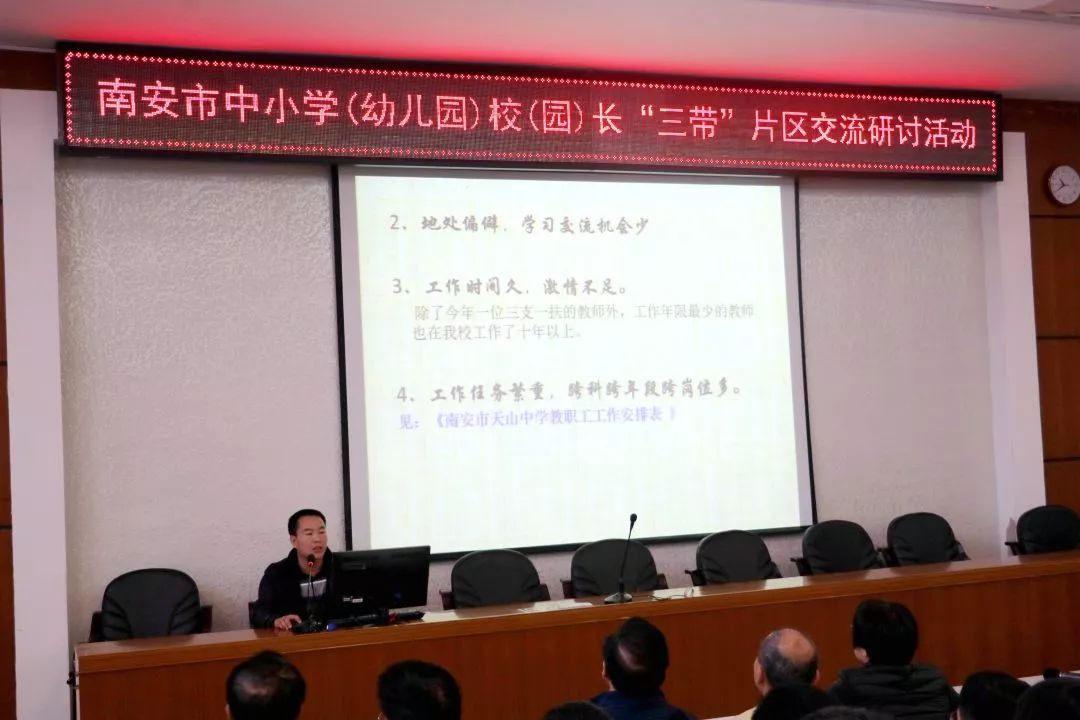 南安市中小学(幼儿园)校(园)长“三带”片区交流研讨活动
2、地处偏僻，学习交流机会少
3、工作时间久，激情不足。
除了今年一位三支一扶的教师外，工作年限最少的教师
也在我校工作了十年以上。
4、工作任务繁重，跨科跨年段跨岗位多。
见：《南安市天山中学教职工工作安排表 》